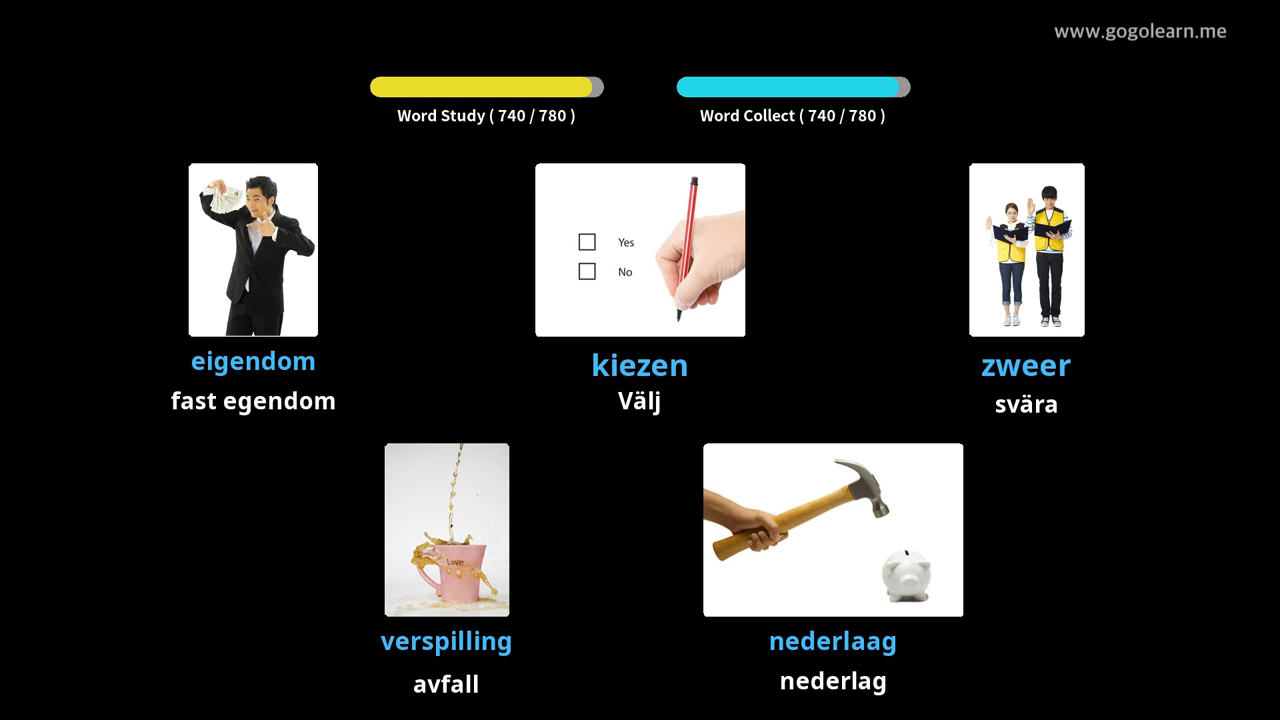 www.gogolearn.me
Word Study ( 740 / 780 )
Word Collect ( 740 / 780 )
Yes
No
eigendom
fast egendom
kiezen
Välj
zweer
svära
love
verspilling
avfall
nederlaag
nederlag